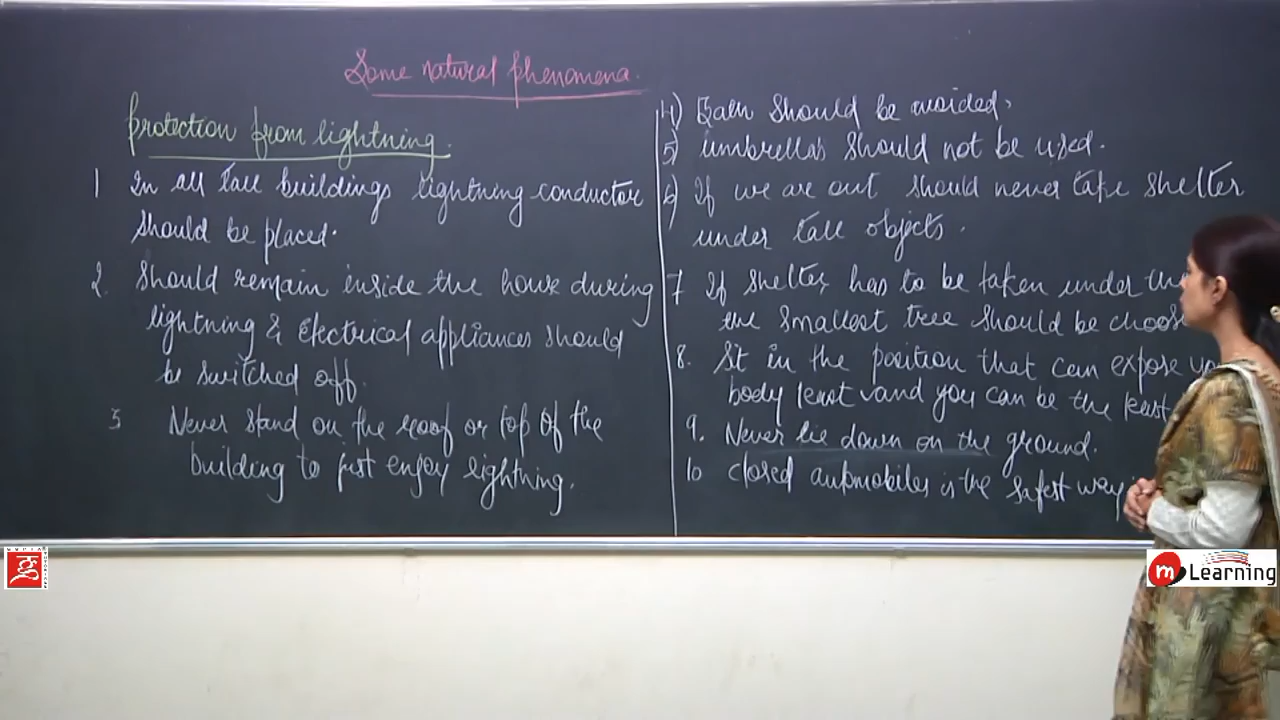 Some natural phenomena.
protection from lightning.
1 In all tall buildings lightning conductor
should be placed.
2. Should remain inside the house during
lightning & Electrical appliances should
be switched off.
3 Never stand on the roof or top of the
building to just enjoy lightning.
4) should be avoided.
5) umbrellas should not be used.
6) If we are out should never take shelter
under tall objects.
7 If shelter has to be taken under
the smallest tree should be
8. Sit in the position that can expose
body least and you can be the least
9. Never lie down on the ground.
10 closed automobiles is the safest way
m Learning